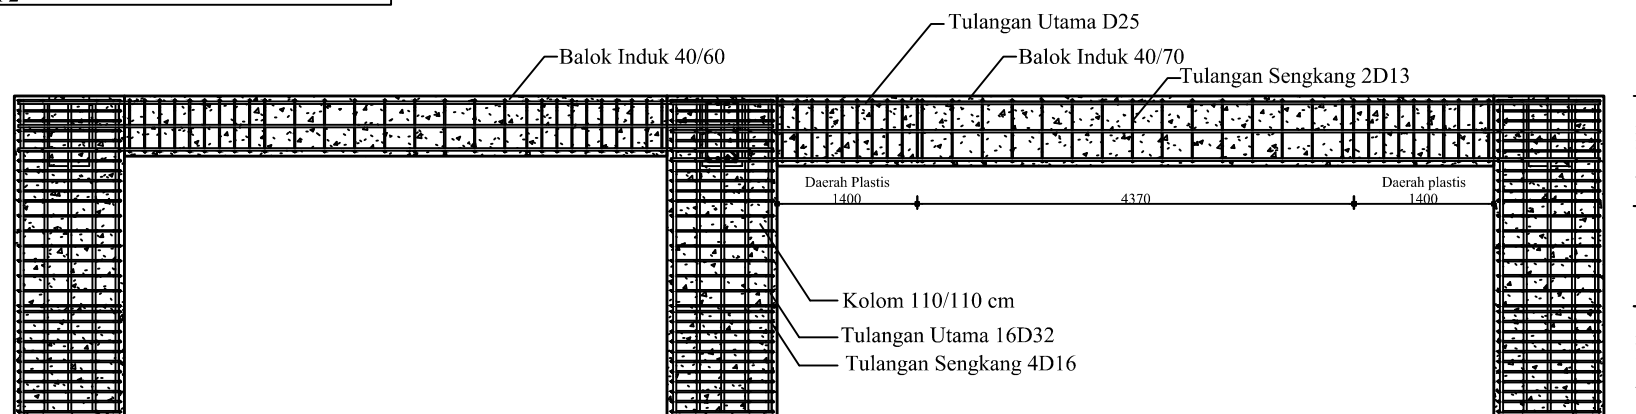 Tulangan Utama D25
Balok Induk 40/60
Balok Induk 40/70
Tulangan Sengkang 2D13
Daerah Plastis
1400
4370
Daerah plastis
1400
Kolom 110/110 cm
Tulangan Utama 16D32
Tulangan Sengkang 4D16